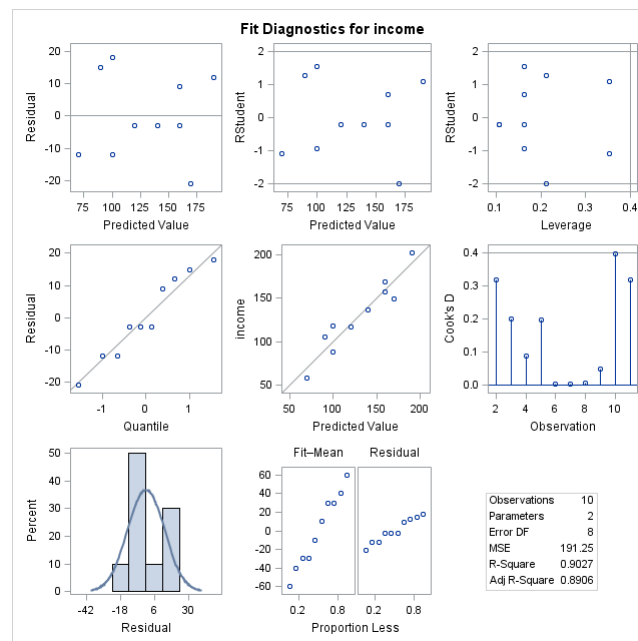 Fit Diagnostics for income
Residual
20
10
0
-10
-20
75 100 125 150 175
Predicted Value
RStudent
2
1
0
-1
-2
75 100 125 150 175
Predicted Value
RStudent
2
1
0
-1
-2
0.1 0.2 0.3 0.4
Leverage
Residual
20
10
0
-10
-20
-1 0 1
Quantile
income
200
150
100
50
50 100 150 200
Predicted Value
Cook's D
0.4
0.3
0.2
0.1
0.0
2 4 6 8 10
Observation
Percent
50
40
30
20
10
0
-42 -18 6 30
Residual
Fit–Mean Residual
60
40
20
0
-20
-40
-60
0.2 0.8 0.2 0.8
Proportion Less
Observations 10
Parameters 2
Error DF 8
MSE 191.25
R-Square 0.9027
Adj R-Square 0.8906